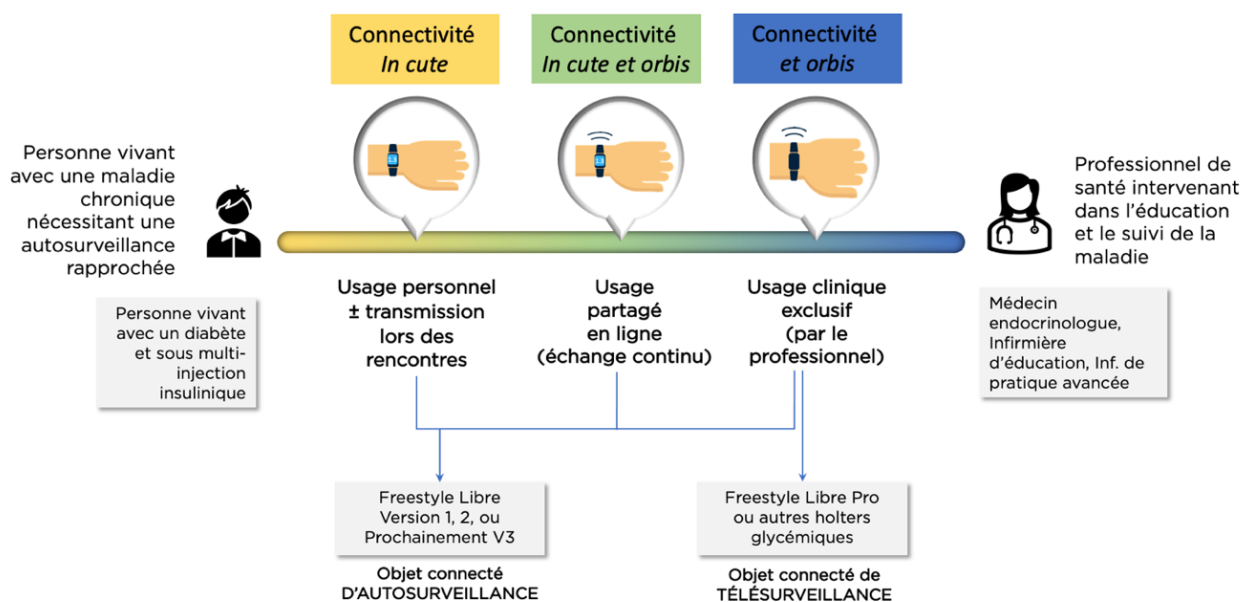 Connectivité
In cute
Connectivité
In cute et orbis
Connectivité
et orbis
13
13
Personne vivant
avec une maladie
chronique
nécessitant une
autosurveillance
rapprochée
Professionnel de
santé intervenant
dans l'éducation
et le suivi de la
maladie
Personne vivant
avec un diabète
et sous multi-
injection
insulinique
Usage personnel
± transmission
lors des
rencontres
Usage
partagé
en ligne
(échange continu)
Usage clinique
exclusif
(par le
professionnel)
Médecin
endocrinologue,
Infirmière
d'éducation, Inf. de
pratique avancée
Freestyle Libre
Version 1, 2, ou
Prochainement V3
Objet connecté
D'AUTOSURVEILLANCE
Freestyle Libre Pro
ou autres holters
glycémiques
Objet connecté de
TÉLÉSURVEILLANCE